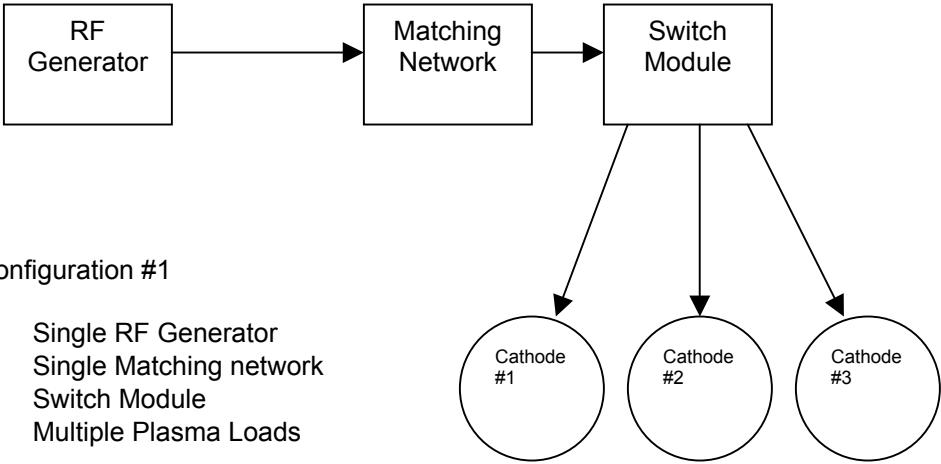 RF
Generator
Matching
Network
Switch
Module
onfiguration #1
Single RF Generator
Single Matching network
Switch Module
Multiple Plasma Loads
Cathode
#1
Cathode
#2
Cathode
#3